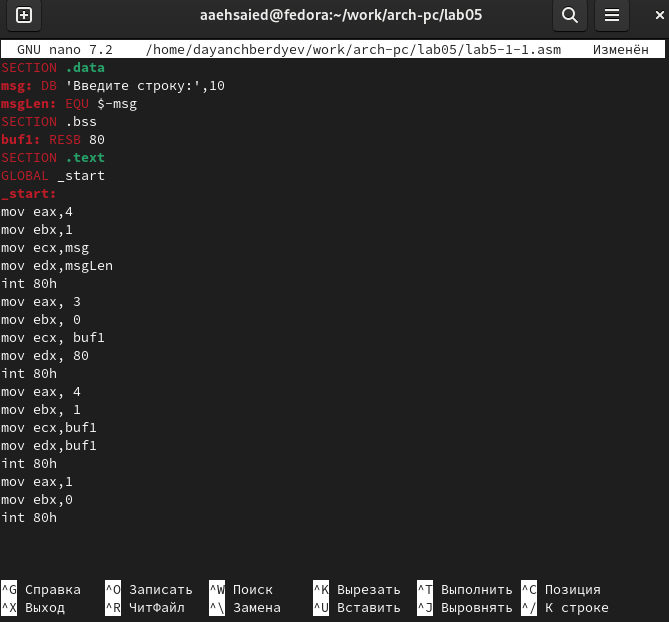 aaehsaied@fedora:~/work/arch-pc/lab05
GNU nano 7.2 /home/dayanchberdyev/work/arch-pc/lab05/lab5-1-1.asm Изменён
SECTION .data
msg: DB 'Введите строку:',10
msgLen: EQU $-msg
SECTION .bss
buf1: RESB 80
SECTION .text
GLOBAL _start
_start:
mov eax,4
mov ebx,1
mov ecx,msg
mov edx,msgLen
int 80h
mov eax, 3
mov ebx, 0
mov ecx, buf1
mov edx, 80
int 80h
mov eax, 4
mov ebx, 1
mov ecx,buf1
mov edx,buf1
int 80h
mov eax,1
mov ebx,0
int 80h
^G Справка ^O Записать ^W Поиск ^K Вырезать ^T Выполнить ^C Позиция
^X Выход ^R ЧитФайл ^\ Замена ^U Вставить ^J Выровнять ^/ К строке